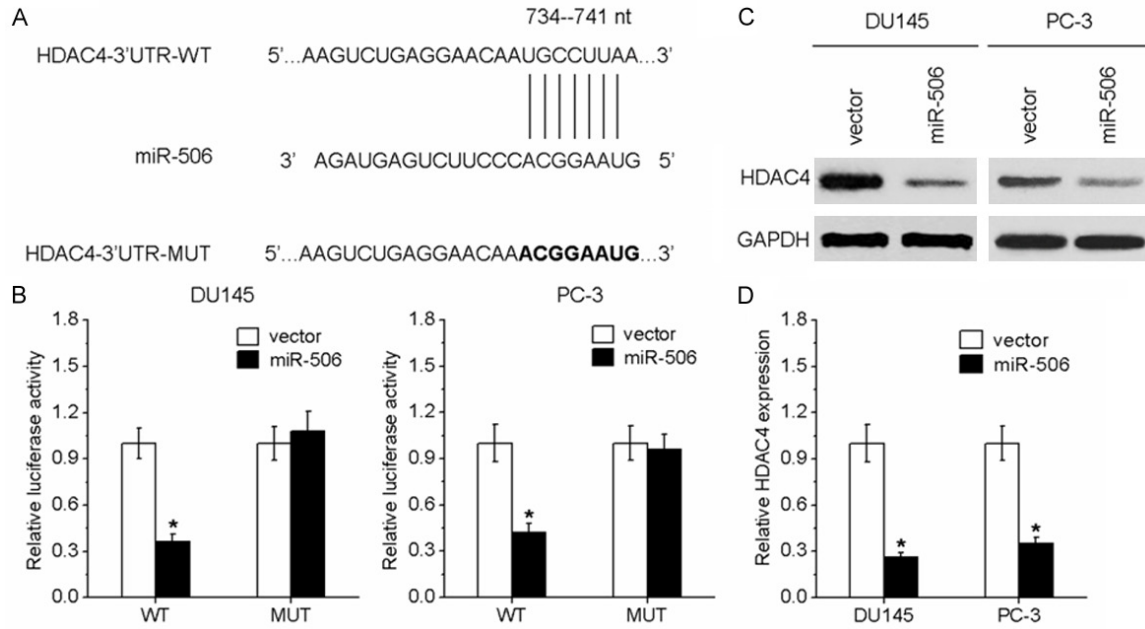 A
734--741 nt
HDAC4-3'UTR-WT 5'...AAGUCUGAGGAACAAUGCCUUAA...3'
miR-506 3' AGAUGAGUCUUCCCACGGAAUG 5'
HDAC4-3'UTR-MUT 5'...AAGUCUGAGGAACAAACGGAAUG...3'
B
DU145
Relative luciferase activity
1.8
1.5
1.2
0.9
0.6
0.3
0.0
vector
miR-506
*
WT MUT
PC-3
Relative luciferase activity
1.8
1.5
1.2
0.9
0.6
0.3
0.0
vector
miR-506
*
WT MUT
C
DU145 PC-3
vector miR-506 vector miR-506
HDAC4
GAPDH
D
Relative HDAC4 expression
1.8
1.5
1.2
0.9
0.6
0.3
0.0
vector
miR-506
* *
DU145 PC-3